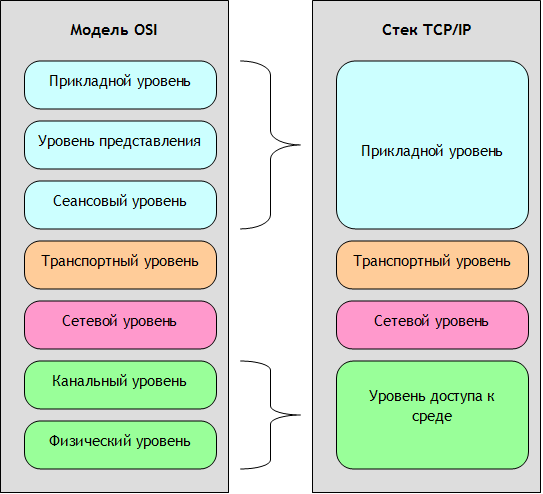 Модель OSI
Прикладной уровень
Уровень представления
Сеансовый уровень
Транспортный уровень
Сетевой уровень
Канальный уровень
Физический уровень
Стек TCP/IP
Прикладной уровень
Транспортный уровень
Сетевой уровень
Уровень доступа к
среде